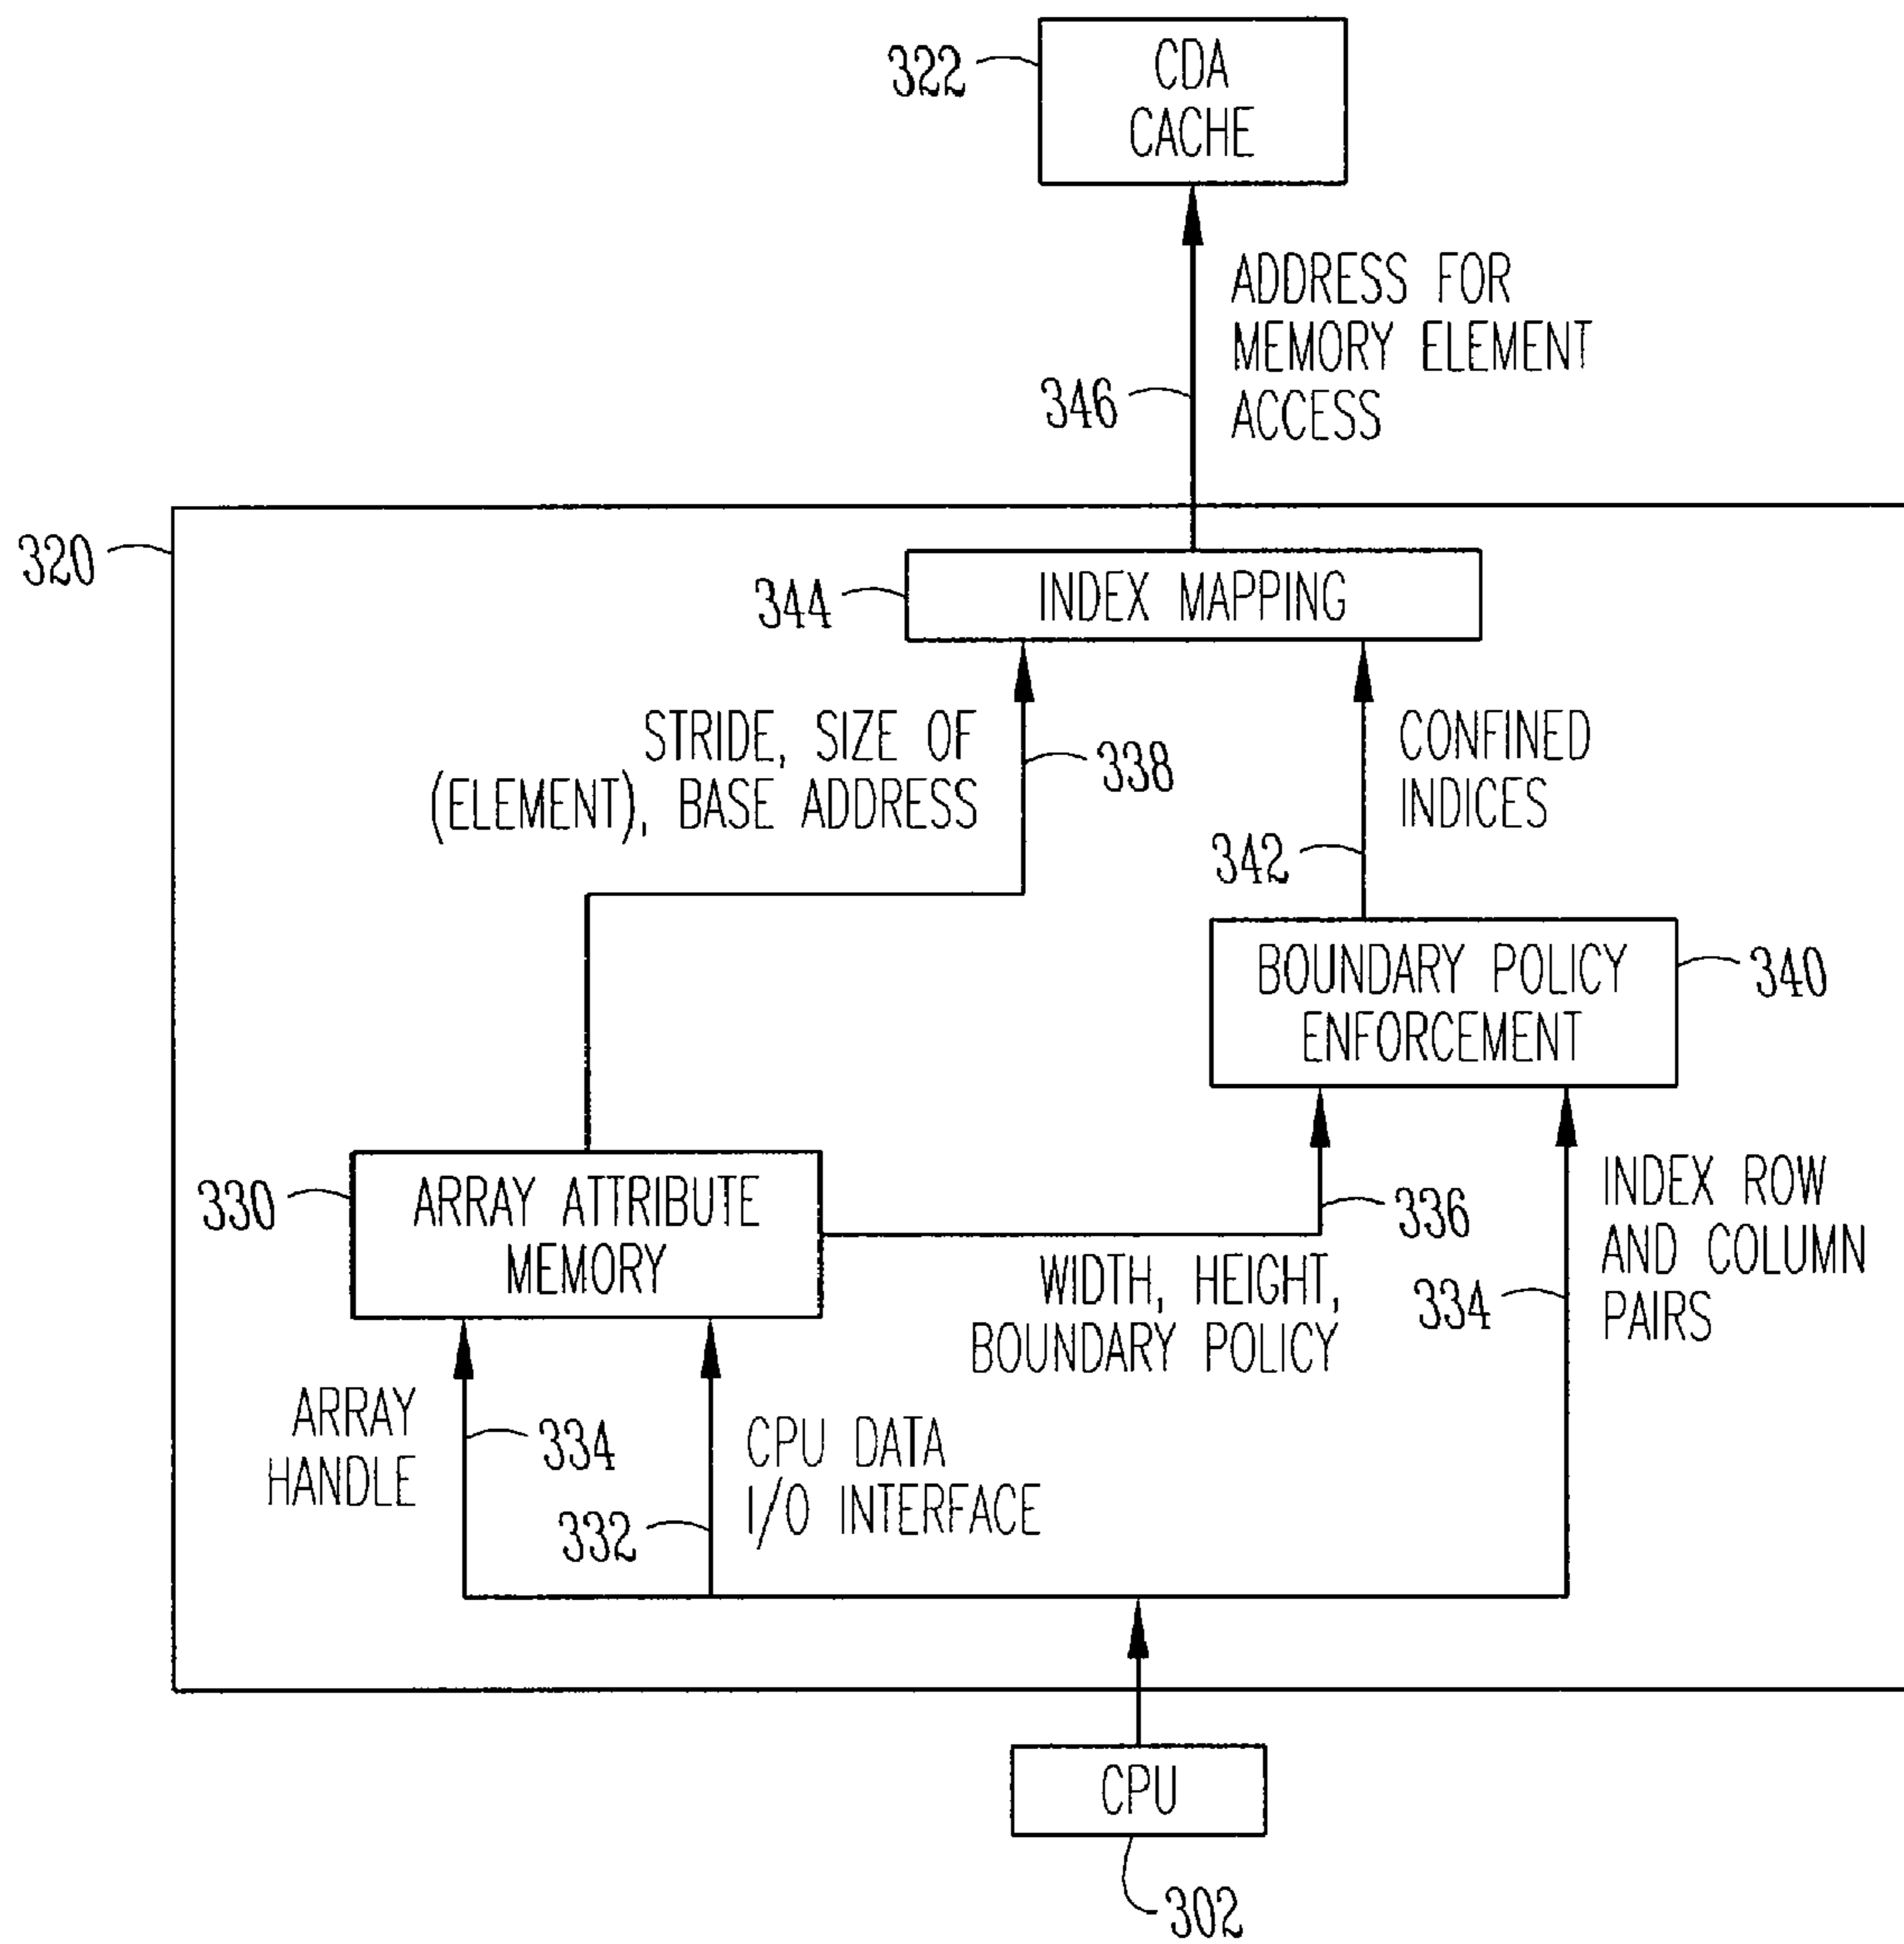 322
CDA
CACHE
ADDRESS FOR
MEMORY ELEMENT
ACCESS
346
320
344
INDEX MAPPING
STRIDE, SIZE OF
(ELEMENT), BASE ADDRESS
338
CONFINED
INDICES
342
BOUNDARY POLICY
ENFORCEMENT
340
330
ARRAY ATTRIBUTE
MEMORY
336
WIDTH, HEIGHT,
BOUNDARY POLICY
334
INDEX ROW
AND COLUMN
PAIRS
ARRAY
HANDLE
334
332
CPU DATA
I/O INTERFACE
CPU
302